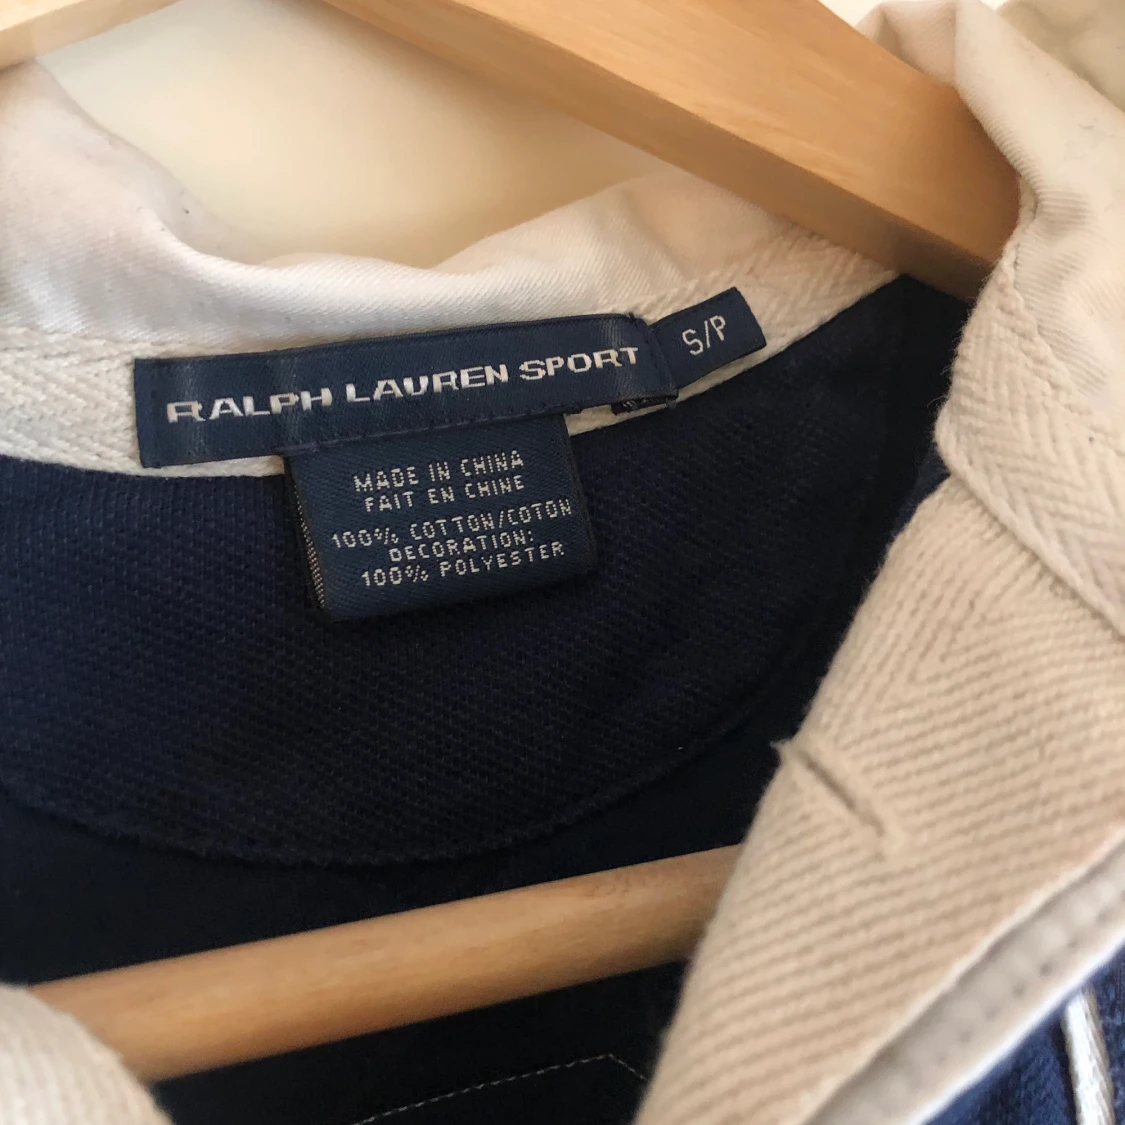 RALPH LAUREN SPORT
S/P
MADE IN CHINA
FAIT EN CHINE
100% COTTON/COTON
DECORATION:
100% POLYESTER